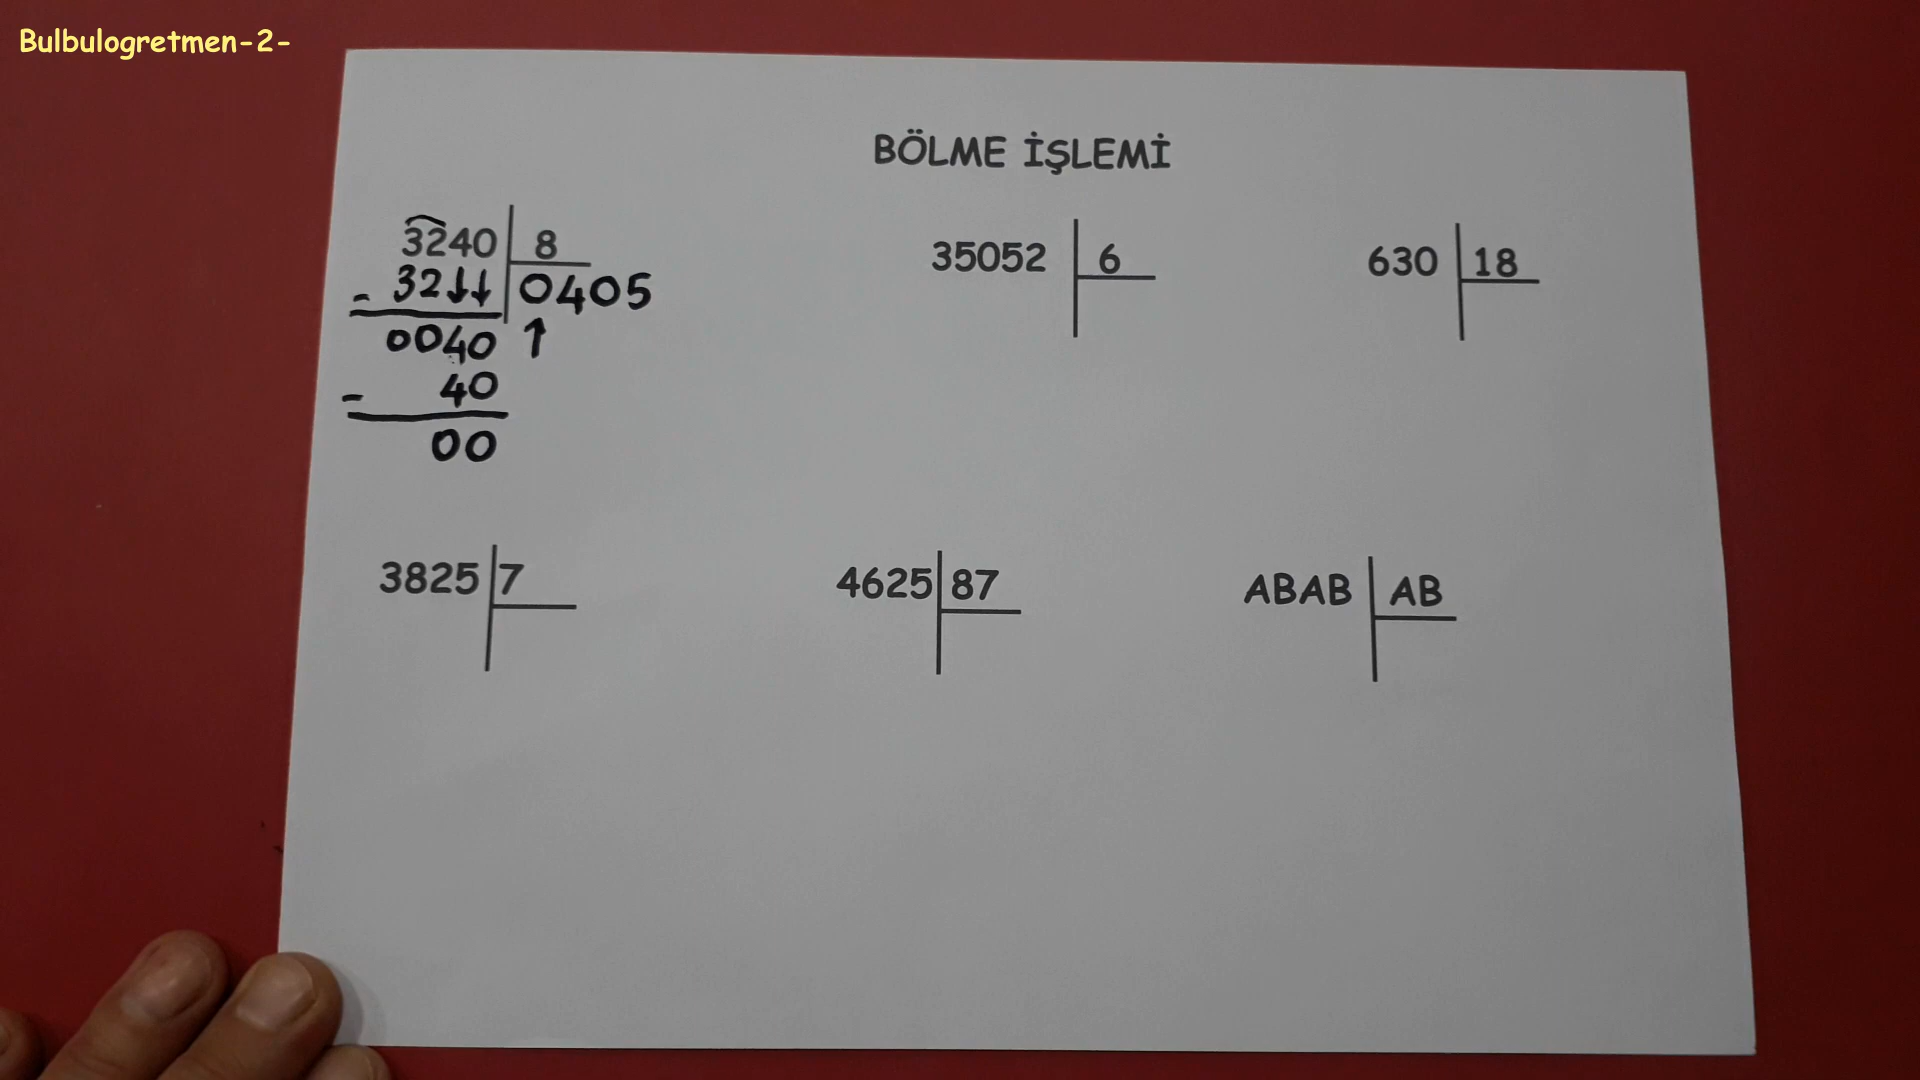 Bulbulogretmen-2-
BÖLME İŞLEMİ
3240 8
- 32↓↓ 0405
0040 ↑
- 40
00
35052 6
630 18
3825 7
4625 87
ABAB AB